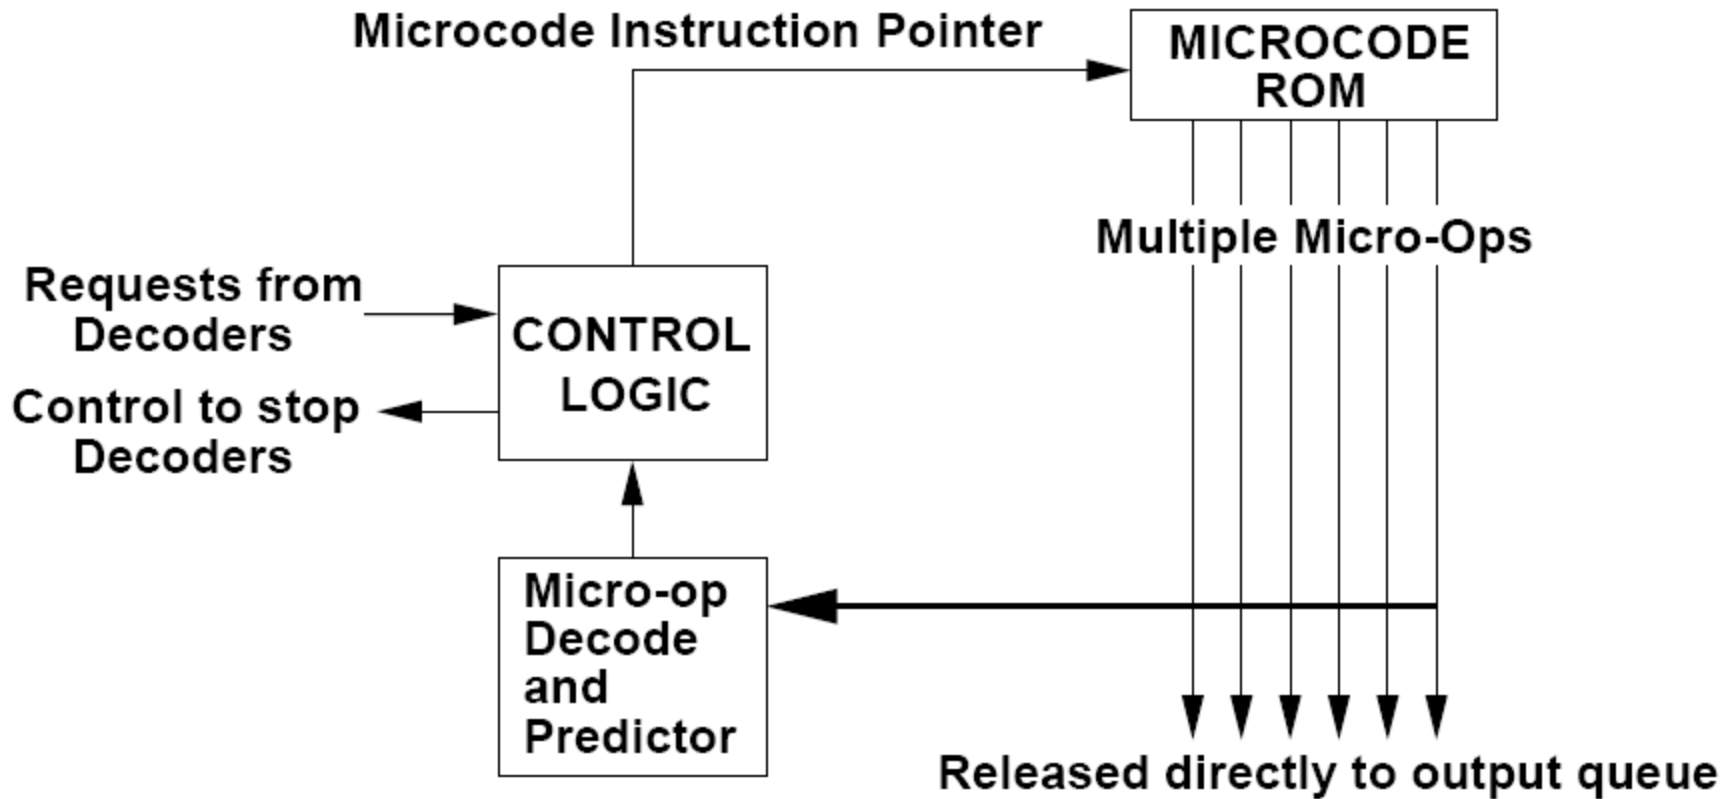 Microcode Instruction Pointer
MICROCODE
ROM
Multiple Micro-Ops
Requests from
Decoders
CONTROL
LOGIC
Control to stop
Decoders
Micro-op
Decode
and
Predictor
Released directly to output queue